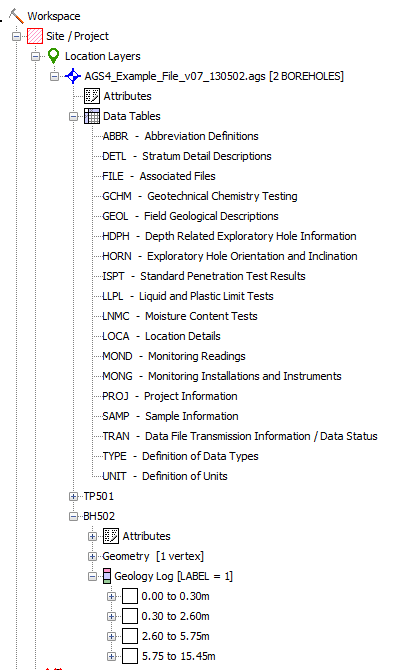 Workspace
Site / Project
Location Layers
AGS4_Example_File_v07_130502.ags [2 BOREHOLES]
Attributes
Data Tables
ABBR - Abbreviation Definitions
DETL - Stratum Detail Descriptions
FILE - Associated Files
GCHM - Geotechnical Chemistry Testing
GEOL - Field Geological Descriptions
HDPH - Depth Related Exploratory Hole Information
HORN - Exploratory Hole Orientation and Inclination
ISPT - Standard Penetration Test Results
LLPL - Liquid and Plastic Limit Tests
LNMC - Moisture Content Tests
LOCA - Location Details
MOND - Monitoring Readings
MONG - Monitoring Installations and Instruments
PROJ - Project Information
SAMP - Sample Information
TRAN - Data File Transmission Information / Data Status
TYPE - Definition of Data Types
UNIT - Definition of Units
TP501
BH502
Attributes
Geometry [1 vertex]
Geology Log [LABEL = 1]
0.00 to 0.30m
0.30 to 2.60m
2.60 to 5.75m
5.75 to 15.45m